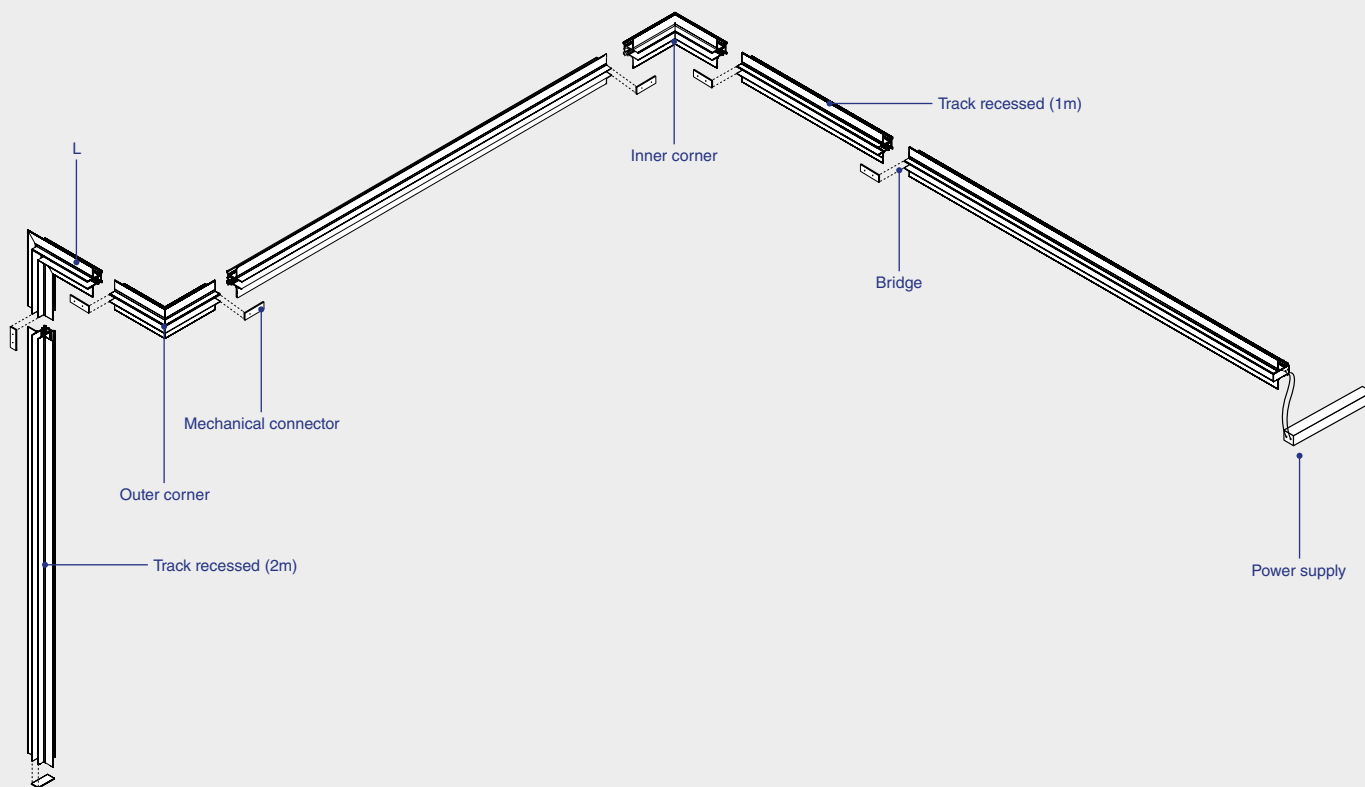 Track recessed (1m)
L
Inner corner
Bridge
Mechanical connector
Outer corner
Track recessed (2m)
Power supply